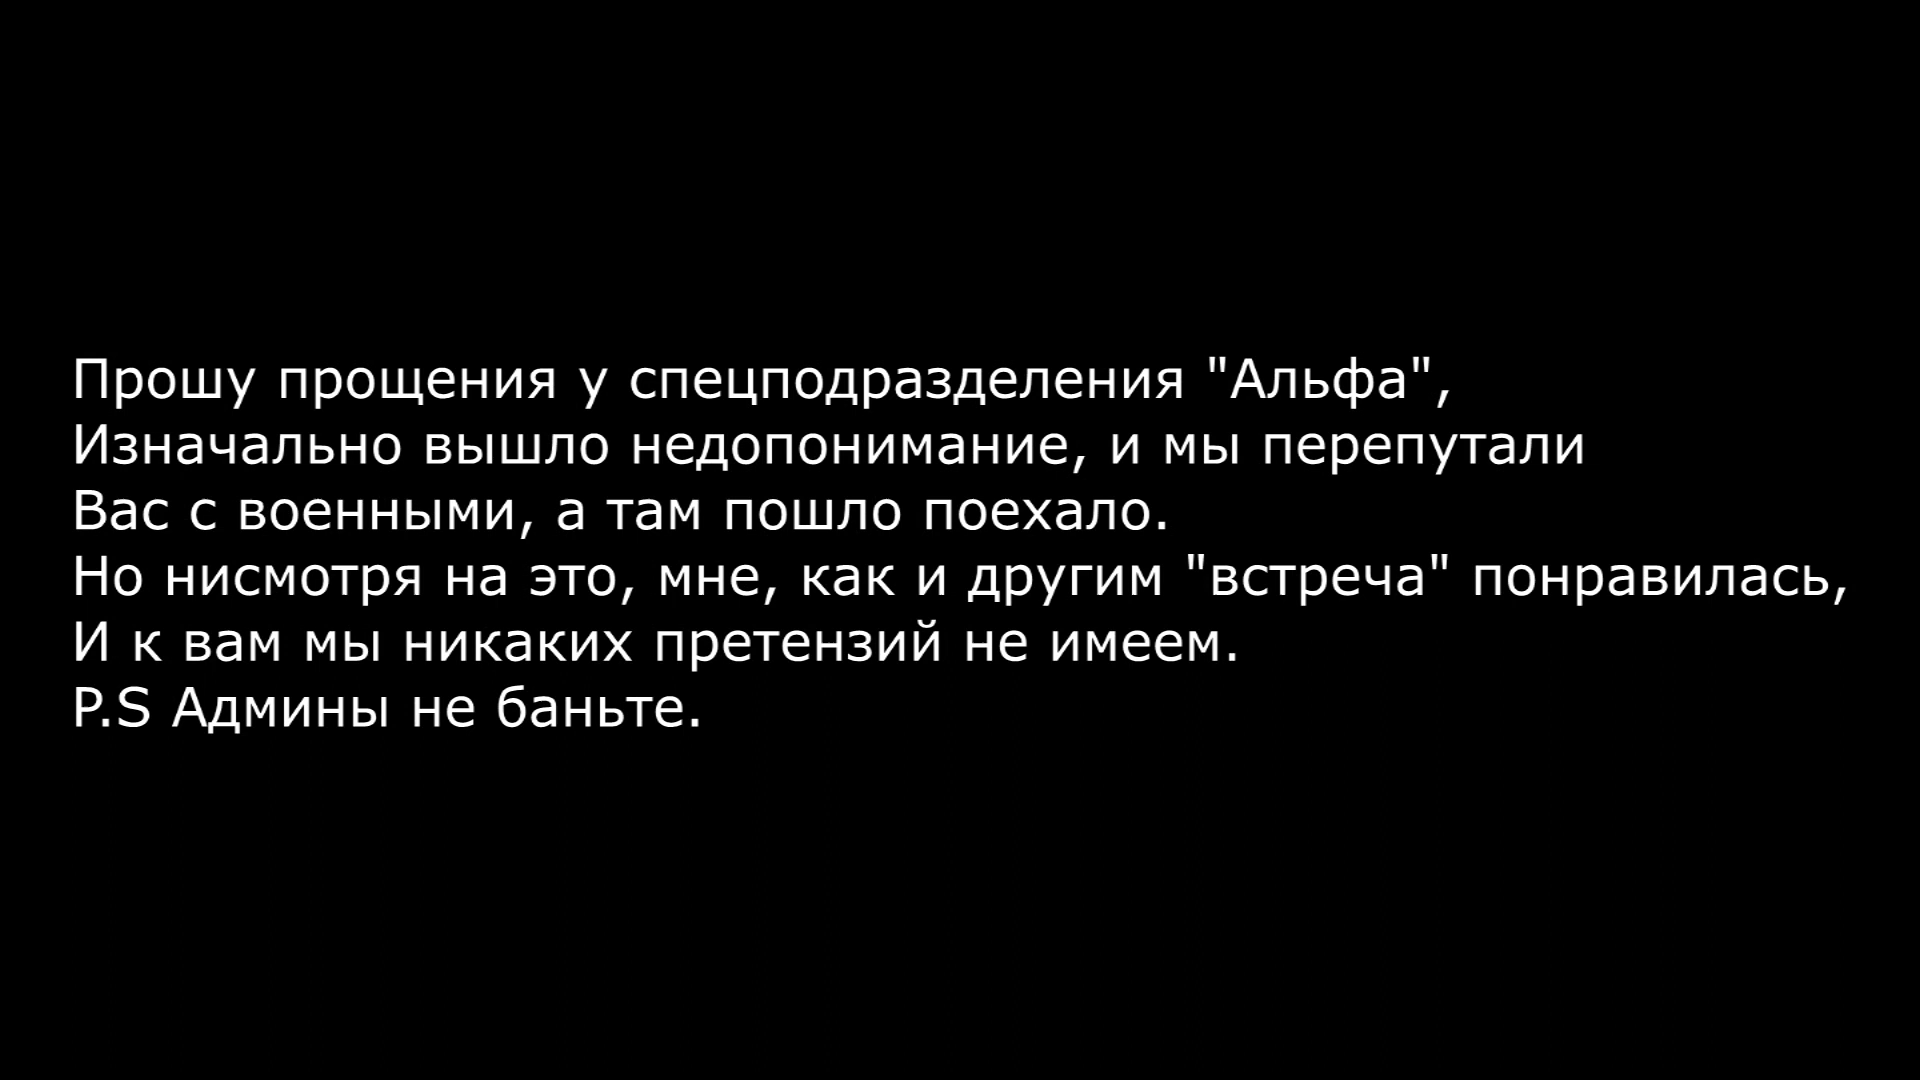 Прошу прощения у спецподразделения "Альфа",
Изначально вышло недопонимание, и мы перепутали
Вас с военными, а там пошло поехало.
Но нисмотря на это, мне, как и другим "встреча" понравилась,
И к вам мы никаких претензий не имеем.
P.S Админы не баньте.